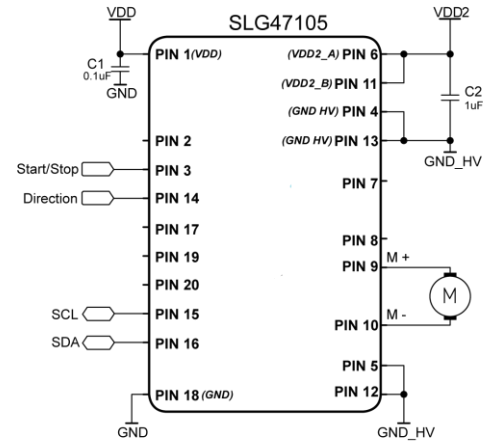 VDD
SLG47105
VDD2
PIN 1(VDD)
(VDD2_A) PIN 6
C1
0.1uF
GND
(VDD2_B) PIN 11
C2
1uF
(GND HV) PIN 4
PIN 2
(GND HV) PIN 13
GND_HV
Start/Stop
PIN 3
PIN 7
Direction
PIN 14
PIN 17
PIN 8
PIN 19
M +
PIN 9
PIN 20
M
SCL
PIN 15
M -
PIN 10
SDA
PIN 16
PIN 5
PIN 18 (GND)
PIN 12
GND
GND_HV